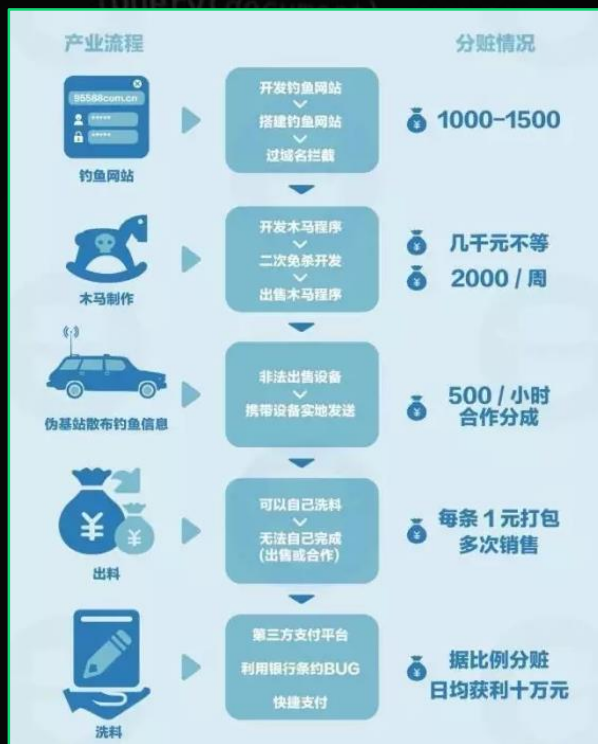 产业流程
分赃情况
95588com.cn
*****
*****
钓鱼网站
开发钓鱼网站
搭建钓鱼网站
过域名拦截
¥ 1000-1500
木马制作
开发木马程序
二次免杀开发
出售木马程序
¥ 几千元不等
¥ 2000 / 周
伪基站散布钓鱼信息
非法出售设备
携带设备实地发送
¥ 500 / 小时
合作分成
¥
¥
出料
可以自己洗料
无法自己完成
(出售或合作)
¥ 每条 1 元打包
多次销售
洗料
第三方支付平台
利用银行条约BUG
快捷支付
¥ 据比例分赃
日均获利十万元